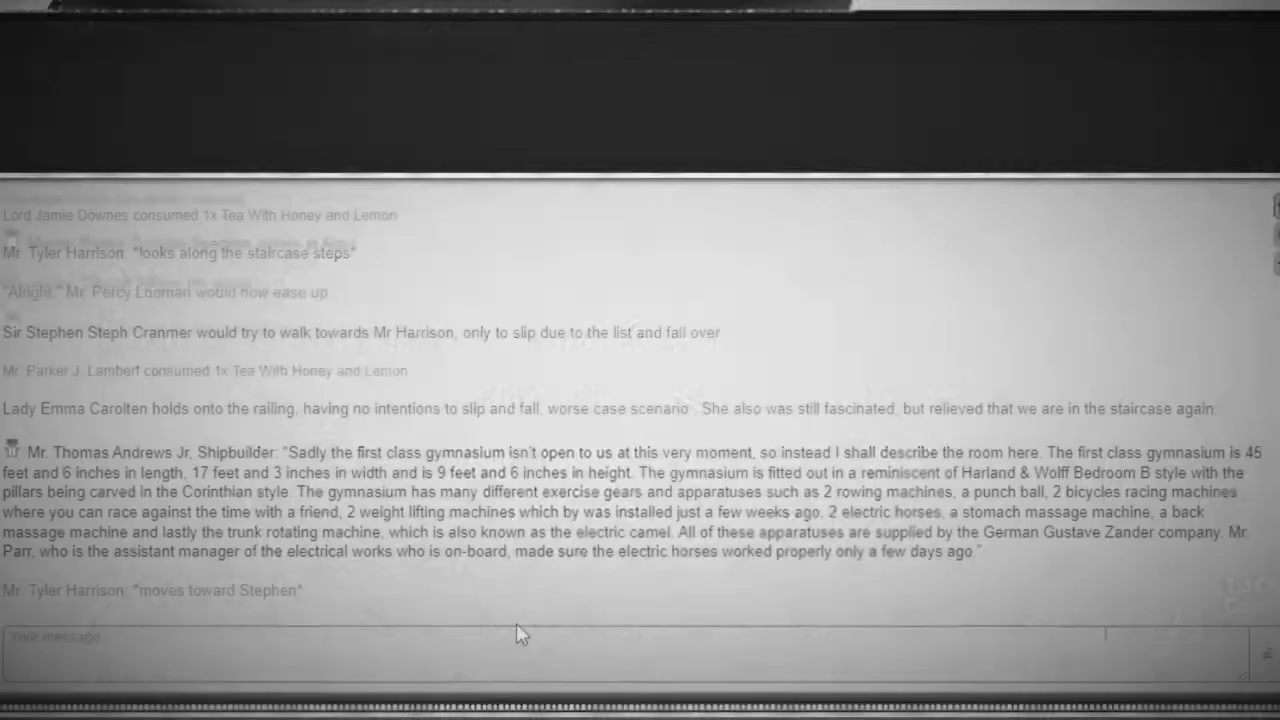 Lord Jamie Downes consumed 1x Tea With Honey and Lemon
Mr. Tyler Harrison: *looks along the staircase steps*
"Alright." Mr. Percy Looman would now ease up
Sir Stephen Steph Cranmer would try to walk towards Mr Harrison, only to slip due to the list and fall over
Mr. Parker J. Lambert consumed 1x Tea With Honey and Lemon
Lady Emma Carolten holds onto the railing, having no intentions to slip and fall, worse case scenario. She also was still fascinated, but relieved that we are in the staircase again.
Mr. Thomas Andrews Jr, Shipbuilder: "Sadly the first class gymnasium isn't open to us at this very moment, so instead I shall describe the room here. The first class gymnasium is 45
feet and 6 inches in length, 17 feet and 3 inches in width and is 9 feet and 6 inches in height. The gymnasium is fitted out in a reminiscent of Harland & Wolff Bedroom B style with the
pillars being carved in the Corinthian style. The gymnasium has many different exercise gears and apparatuses such as 2 rowing machines, a punch ball, 2 bicycles racing machines
where you can race against the time with a friend, 2 weight lifting machines which by was installed just a few weeks ago, 2 electric horses, a stomach massage machine, a back
massage machine and lastly the trunk rotating machine, which is also known as the electric camel. All of these apparatuses are supplied by the German Gustave Zander company. Mr.
Parr, who is the assistant manager of the electrical works who is on-board, made sure the electric horses worked properly only a few days ago."
Mr. Tyler Harrison: *moves toward Stephen*
Your message